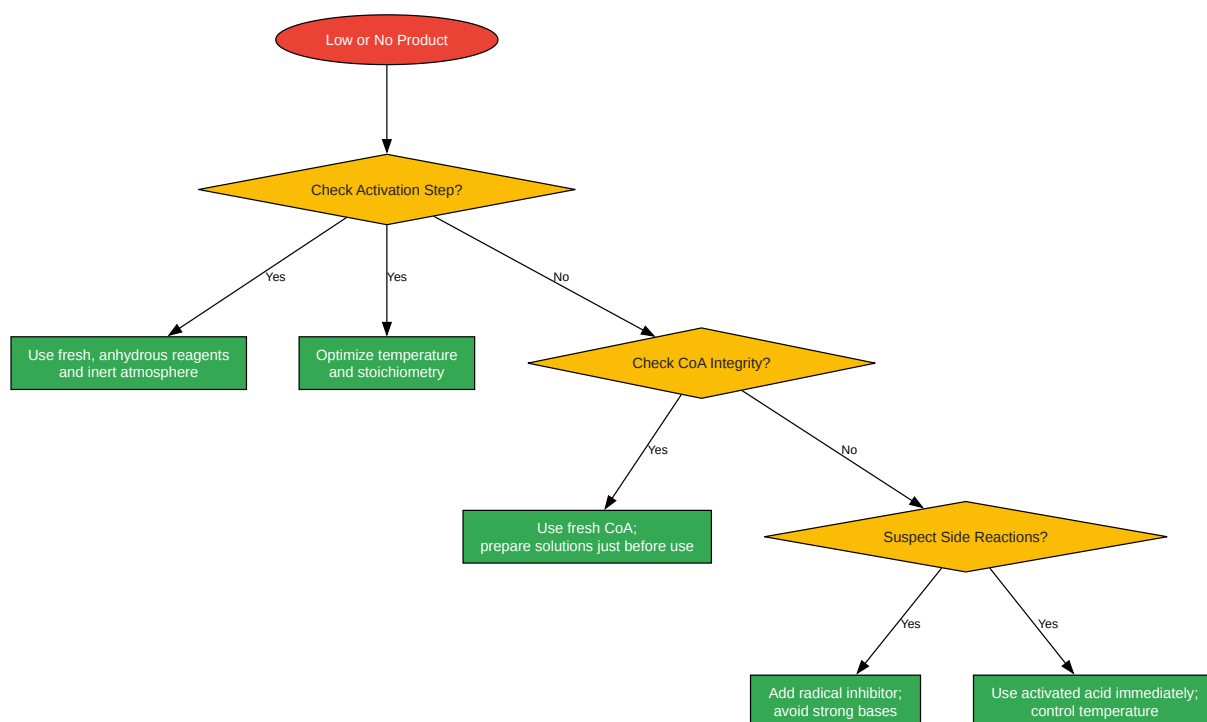 Low or No Product
Check Activation Step?
Yes
Yes
No
Use fresh, anhydrous reagents
and inert atmosphere
Optimize temperature
and stoichiometry
Check CoA Integrity?
Yes
No
Use fresh CoA;
prepare solutions just before use
Suspect Side Reactions?
Yes
Yes
Add radical inhibitor;
avoid strong bases
Use activated acid immediately;
control temperature